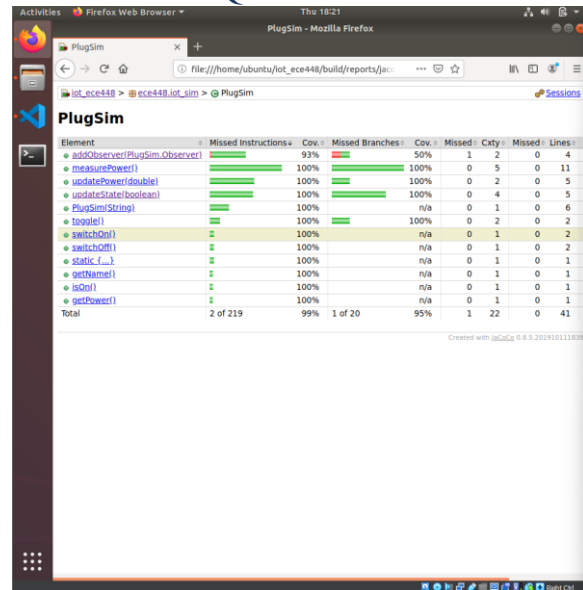 Activities Firefox Web Browser Thu 18:21
PlugSim - Mozilla Firefox
PlugSim
file:///home/ubuntu/iot_ece448/build/reports/jaco
iot_ece448 > ece448.iot_sim > PlugSim Sessions
PlugSim
Element Missed Instructions Cov. Missed Branches Cov. Missed Cxty Missed Lines
addObserver(PlugSim.Observer) 93% 50% 1 2 0 4
measurePower() 100% 100% 0 5 0 11
updatePower(double) 100% 100% 0 2 0 5
updateState(boolean) 100% 100% 0 4 0 5
PlugSim(String) 100% n/a 0 1 0 6
toggle() 100% 100% 0 2 0 2
switchOn() 100% n/a 0 1 0 2
switchOff() 100% n/a 0 1 0 2
static {...} 100% n/a 0 1 0 1
getName() 100% n/a 0 1 0 1
isOn() 100% n/a 0 1 0 1
getPower() 100% n/a 0 1 0 1
Total 2 of 219 99% 1 of 20 95% 1 22 0 41
Created with JaCoCo 0.8.5.201910111838
Right Ctrl